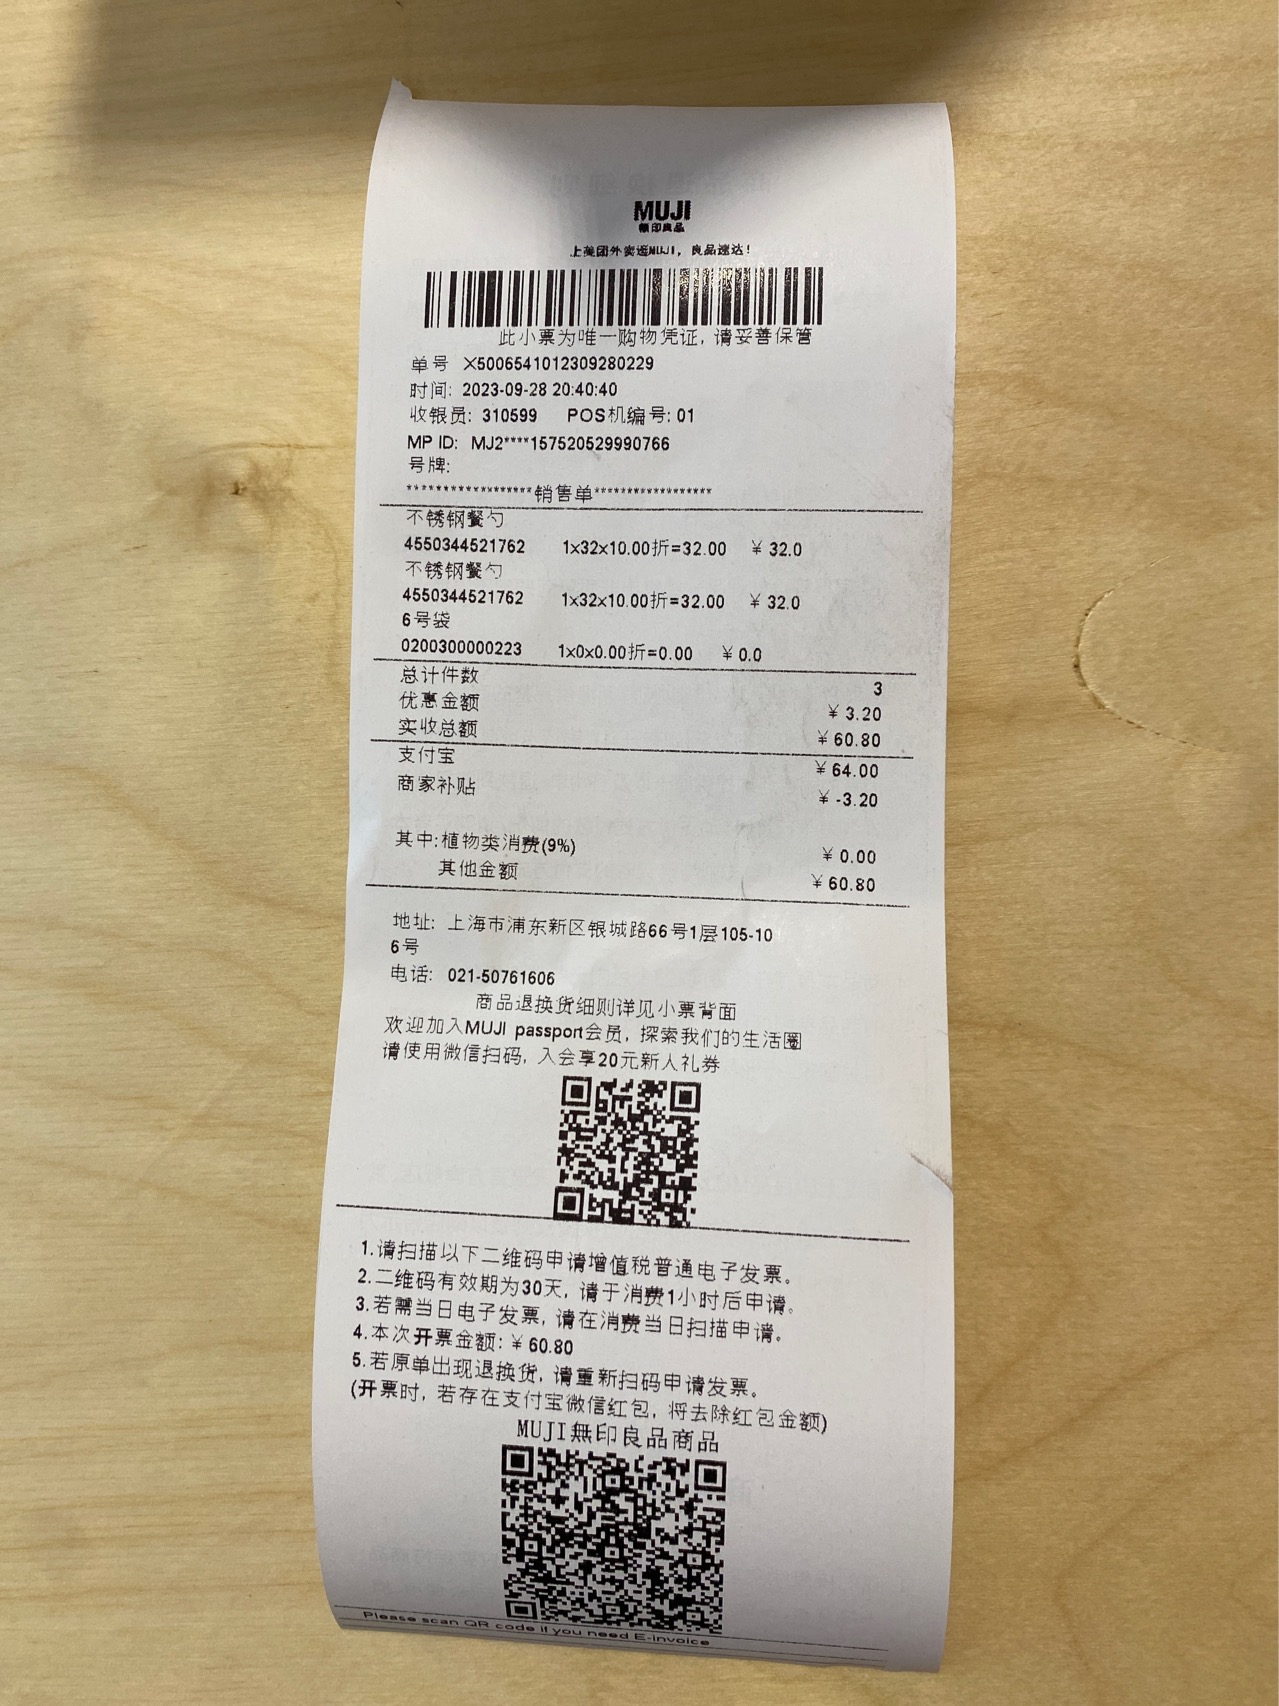 MUJI
無印良品
上美团外卖逛MUJI，良品速达！
此小票为唯一购物凭证，请妥善保管
单号 X5006541012309280229
时间: 2023-09-28 20:40:40
收银员: 310599 POS机编号: 01
MP ID: MJ2****157520529990766
号牌:
******************销售单*****************
不锈钢餐勺
4550344521762 1x32x10.00折=32.00 ¥ 32.0
不锈钢餐勺
4550344521762 1x32x10.00折=32.00 ¥ 32.0
6号袋
0200300000223 1x0x0.00折=0.00 ¥ 0.0
总计件数 3
优惠金额 ¥ 3.20
实收总额 ¥ 60.80
支付宝 ¥ 64.00
商家补贴 ¥ -3.20
其中:植物类消费(9%) ¥ 0.00
其他金额 ¥ 60.80
地址: 上海市浦东新区银城路66号1层105-10
6号
电话: 021-50761606
商品退换货细则详见小票背面
欢迎加入MUJI passport会员, 探索我们的生活圈
请使用微信扫码, 入会享20元新人礼券
1.请扫描以下二维码申请增值税普通电子发票。
2.二维码有效期为30天, 请于消费1小时后申请。
3.若需当日电子发票, 请在消费当日扫描申请。
4.本次开票金额: ¥ 60.80
5.若原单出现退换货, 请重新扫码申请发票。
(开票时, 若存在支付宝微信红包, 将去除红包金额)
MUJI無印良品商品
Please scan QR code if you need E-invoice